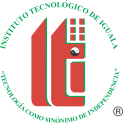 INSTITUTO TECNOLÓGICO DE IGUALA
"TECNOLOGÍA COMO SINÓNIMO DE INDEPENDENCIA"
®